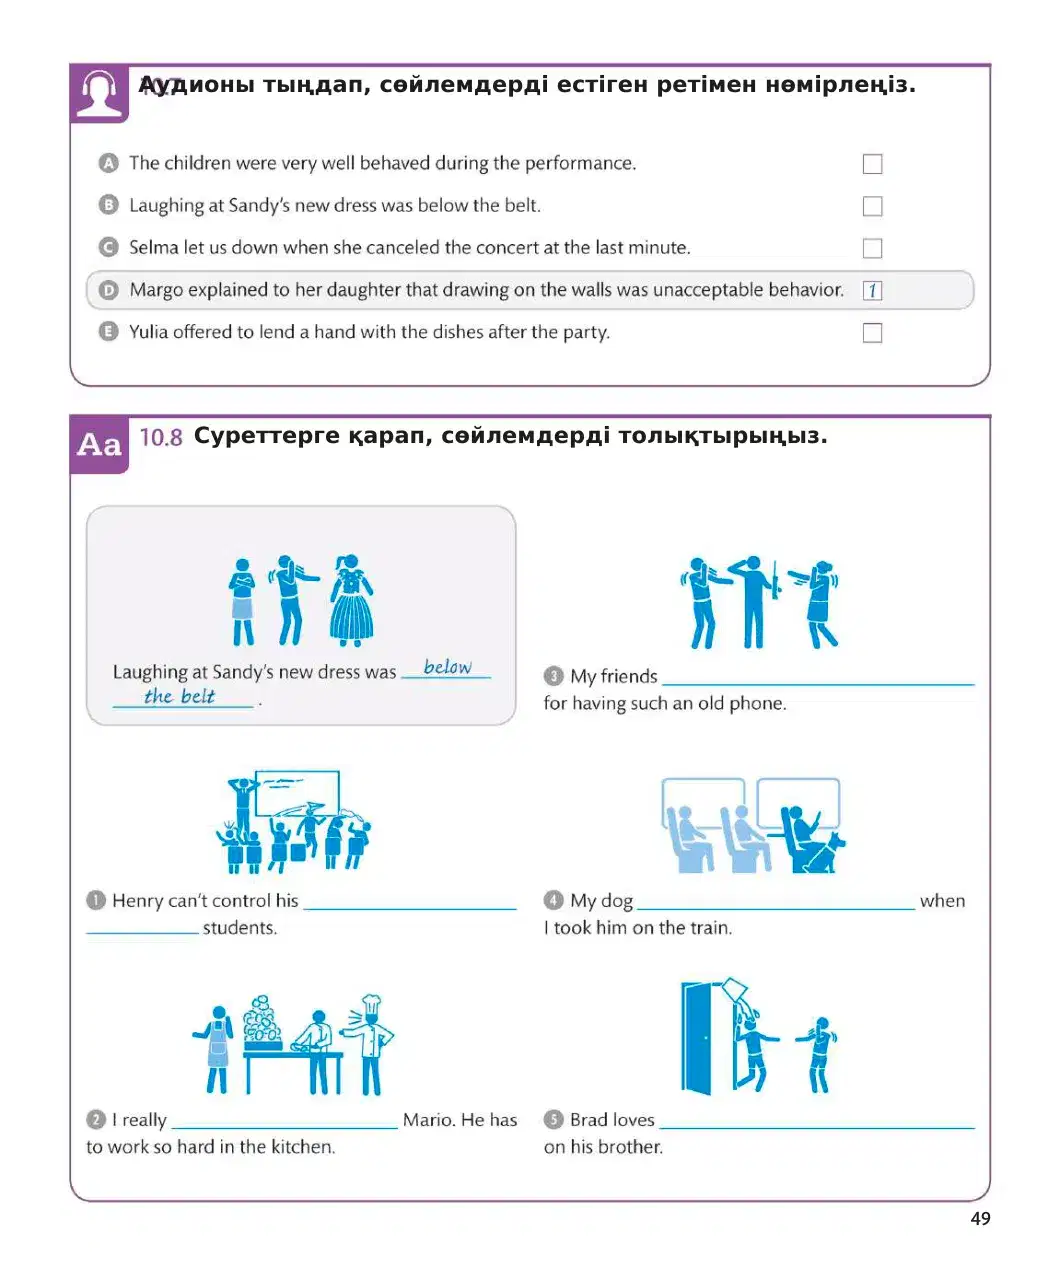 Аудионы тыңдап, сөйлемдерді естіген ретімен нөмірлеңіз.
A The children were very well behaved during the performance.
B Laughing at Sandy's new dress was below the belt.
C Selma let us down when she canceled the concert at the last minute.
D Margo explained to her daughter that drawing on the walls was unacceptable behavior. 1
E Yulia offered to lend a hand with the dishes after the party.
Aa 10.8 Суреттерге қарап, сөйлемдерді толықтырыңыз.
Laughing at Sandy's new dress was below
the belt .
3 My friends
for having such an old phone.
1 Henry can't control his
students.
4 My dog when
I took him on the train.
2 I really Mario. He has
to work so hard in the kitchen.
5 Brad loves
on his brother.
49